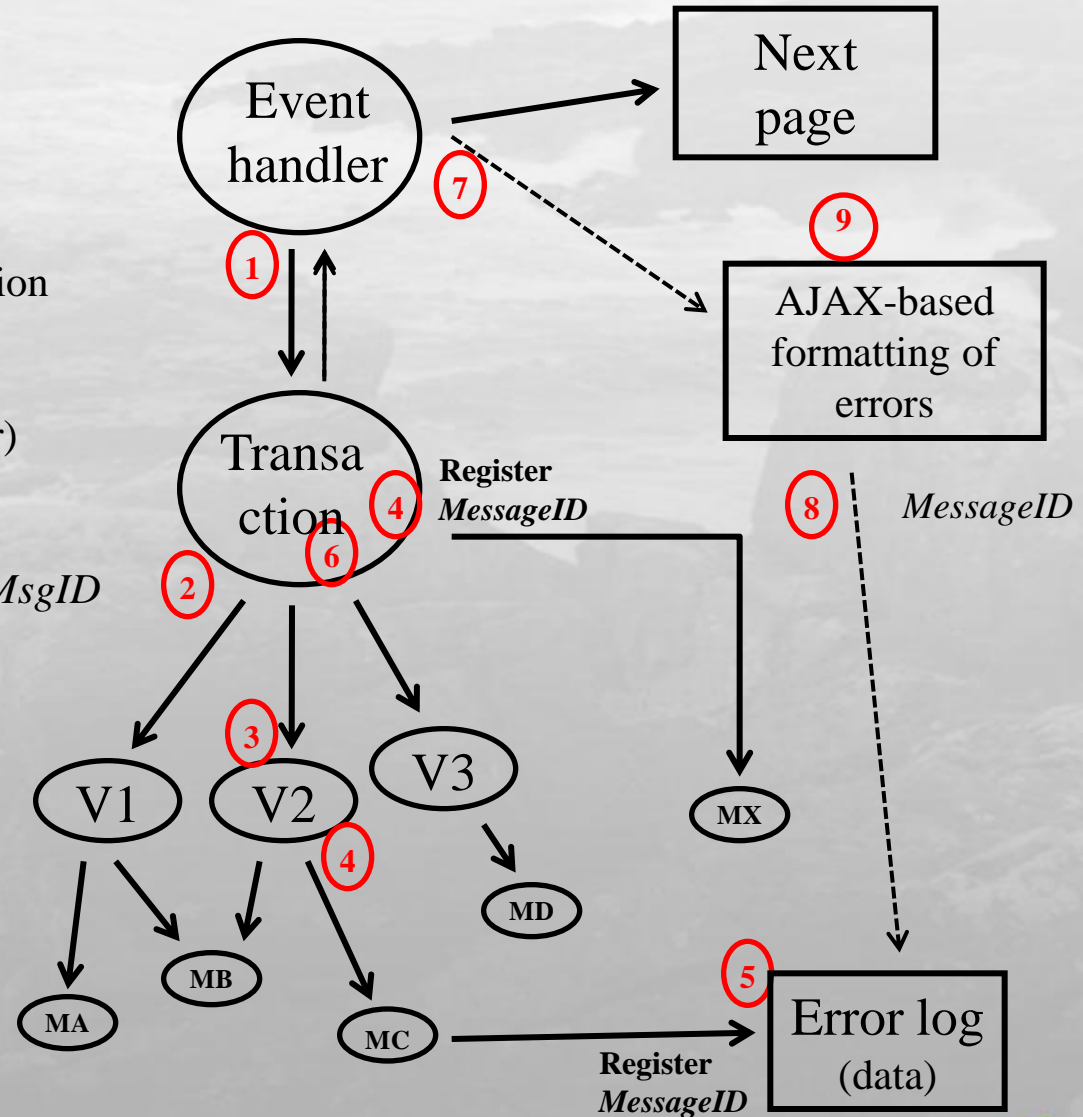 Event
handler
Next
page
7
9
1
AJAX-based
formatting of
errors
Transa
ction
4
Register
MessageID
8
MessageID
6
2
MsgID
3
V1
V2
V3
4
MX
MD
MB
MA
MC
5
Error log
(data)
Register
MessageID